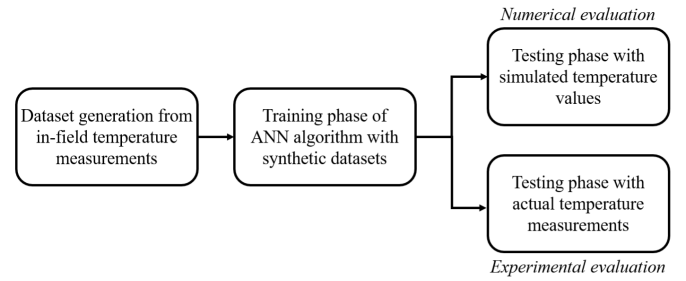 Numerical evaluation
Dataset generation from
in-field temperature
measurements
Training phase of
ANN algorithm with
synthetic datasets
Testing phase with
simulated temperature
values
Testing phase with
actual temperature
measurements
Experimental evaluation